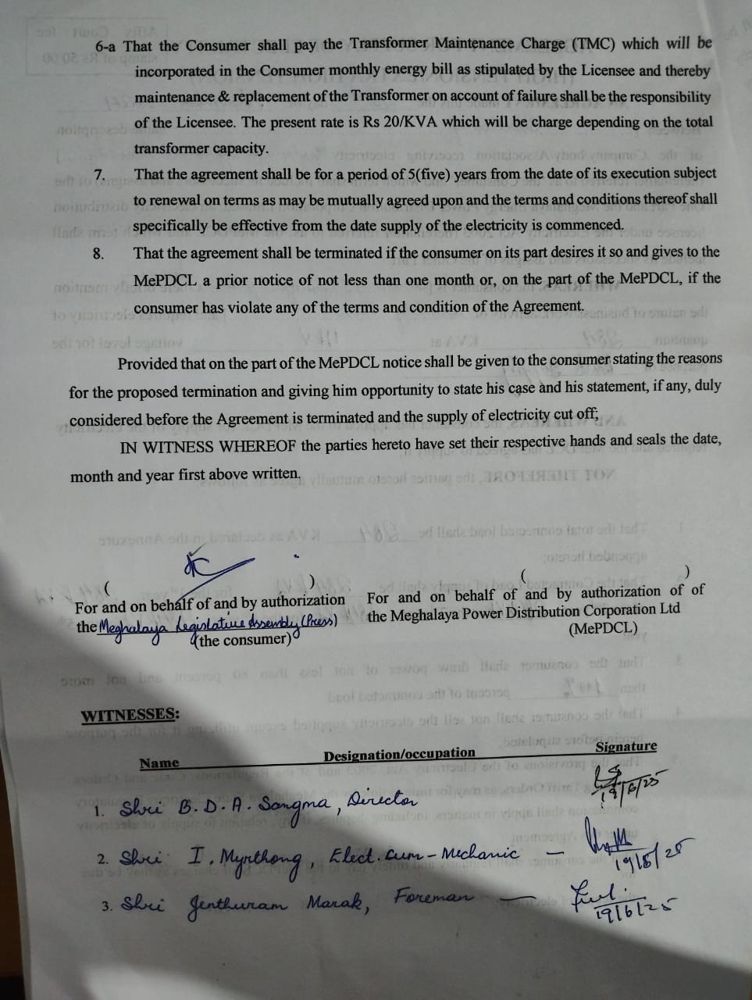 6-a That the Consumer shall pay the Transformer Maintenance Charge (TMC) which will be
incorporated in the Consumer monthly energy bill as stipulated by the Licensee and thereby
maintenance & replacement of the Transformer on account of failure shall be the responsibility
of the Licensee. The present rate is Rs 20/KVA which will be charge depending on the total
transformer capacity.
7. That the agreement shall be for a period of 5(five) years from the date of its execution subject
to renewal on terms as may be mutually agreed upon and the terms and conditions thereof shall
specifically be effective from the date supply of the electricity is commenced.
8. That the agreement shall be terminated if the consumer on its part desires it so and gives to the
MePDCL a prior notice of not less than one month or, on the part of the MePDCL, if the
consumer has violate any of the terms and condition of the Agreement.
Provided that on the part of the MePDCL notice shall be given to the consumer stating the reasons
for the proposed termination and giving him opportunity to state his case and his statement, if any, duly
considered before the Agreement is terminated and the supply of electricity cut off;
IN WITNESS WHEREOF the parties hereto have set their respective hands and seals the date,
month and year first above written.
( ) ( )
For and on behalf of and by authorization For and on behalf of and by authorization of of
the Meghalaya Legislative Assembly (Press) the Meghalaya Power Distribution Corporation Ltd
(the consumer) (MePDCL)
WITNESSES:
Name Designation/occupation Signature
1. Shri B. D. A. Sangma, Director 19/6/25
2. Shri I. Myrthong, Elect. cum - Mechanic - 19/6/25
3. Shri Jenthuram Marak, Foreman - 19/6/25